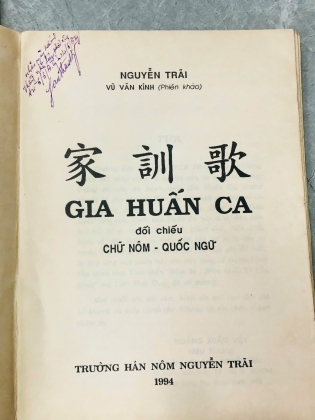 NGUYỄN TRÃI
VŨ VĂN KÍNH (Phiên khảo)
家訓歌
GIA HUẤN CA
đối chiếu
CHỮ NÔM - QUỐC NGỮ
TRƯỜNG HÁN NÔM NGUYỄN TRÃI
1994